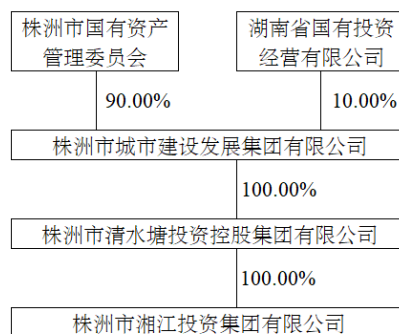 株洲市国有资产
管理委员会
湖南省国有投资
经营有限公司
90.00%
10.00%
株洲市城市建设发展集团有限公司
100.00%
株洲市清水塘投资控股集团有限公司
100.00%
株洲市湘江投资集团有限公司